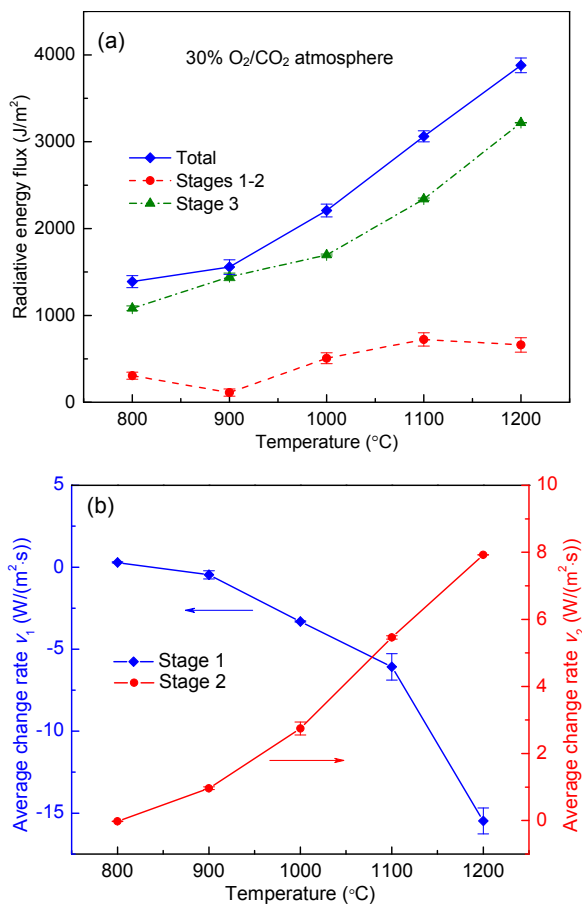 (a)
30% O₂/CO₂ atmosphere
Radiative energy flux (J/m²)
4000
3000
2000
1000
0
Total
Stages 1-2
Stage 3
800 900 1000 1100 1200
Temperature (°C)
(b)
Average change rate v₁ (W/(m²·s))
5
0
-5
-10
-15
Stage 1
Stage 2
10
8
6
4
2
0
Average change rate v₂ (W/(m²·s))
800 900 1000 1100 1200
Temperature (°C)